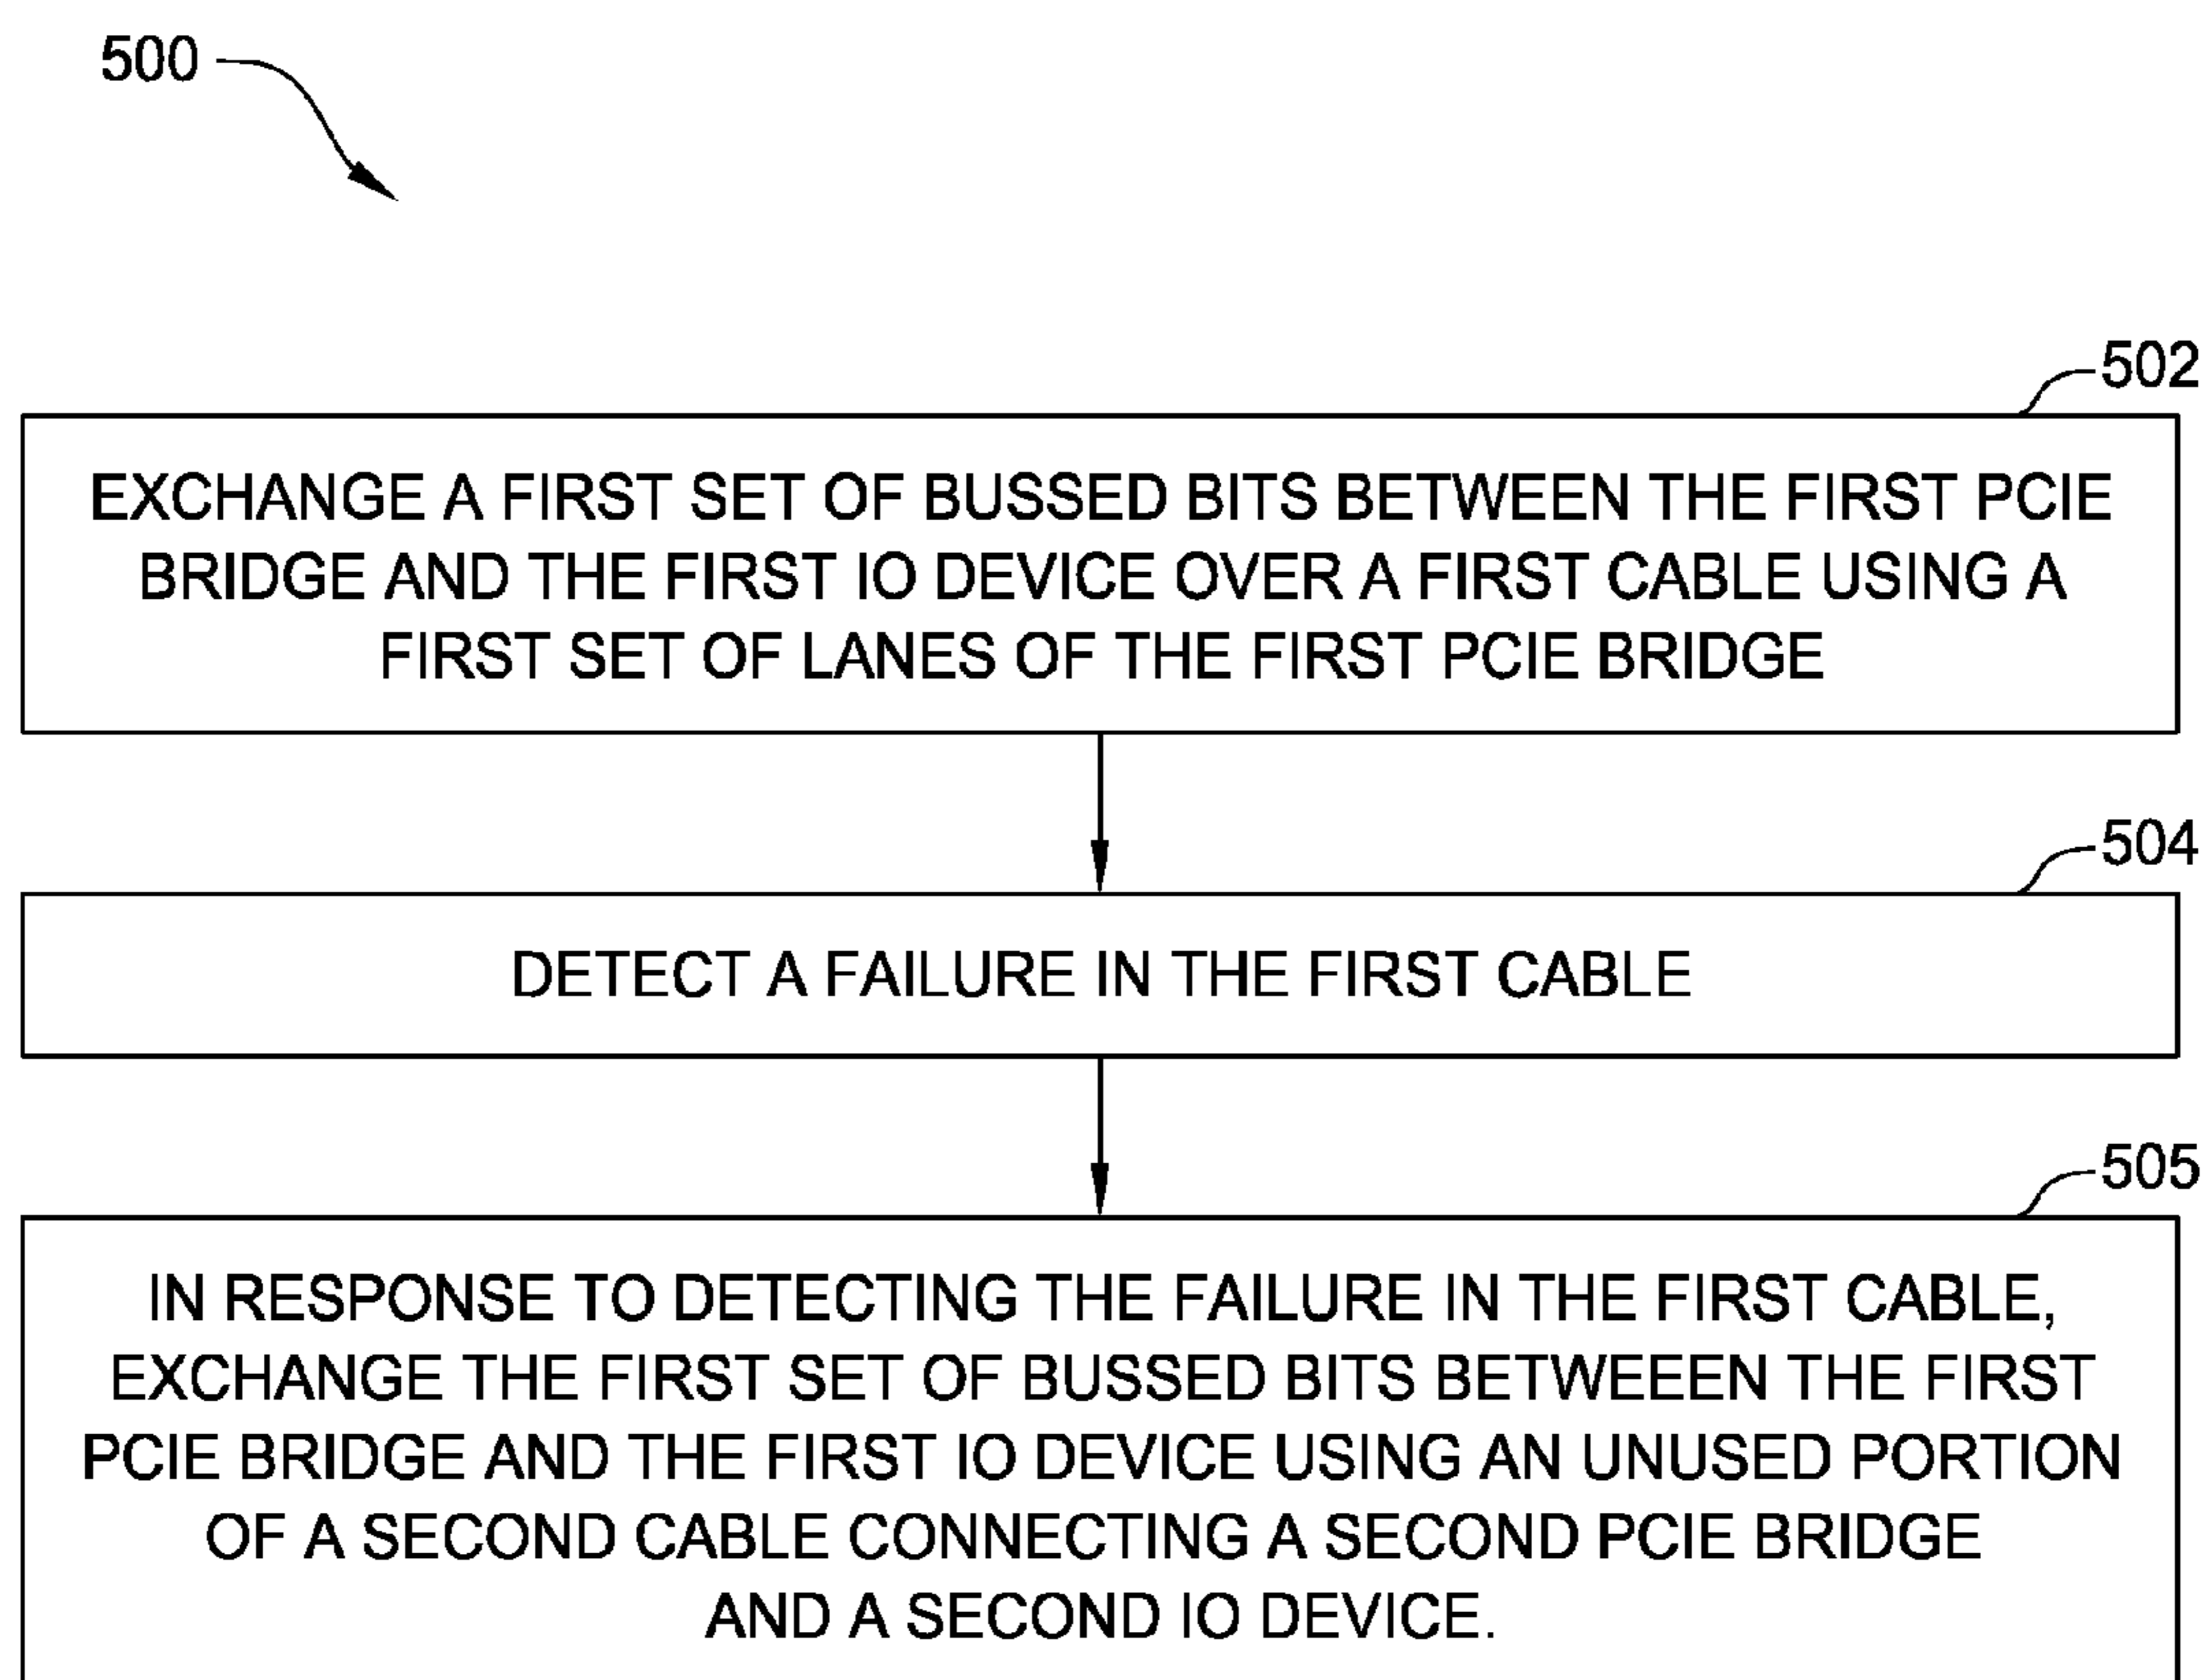 500
502
EXCHANGE A FIRST SET OF BUSSED BITS BETWEEN THE FIRST PCIE
BRIDGE AND THE FIRST IO DEVICE OVER A FIRST CABLE USING A
FIRST SET OF LANES OF THE FIRST PCIE BRIDGE
504
DETECT A FAILURE IN THE FIRST CABLE
505
IN RESPONSE TO DETECTING THE FAILURE IN THE FIRST CABLE,
EXCHANGE THE FIRST SET OF BUSSED BITS BETWEEEN THE FIRST
PCIE BRIDGE AND THE FIRST IO DEVICE USING AN UNUSED PORTION
OF A SECOND CABLE CONNECTING A SECOND PCIE BRIDGE
AND A SECOND IO DEVICE.